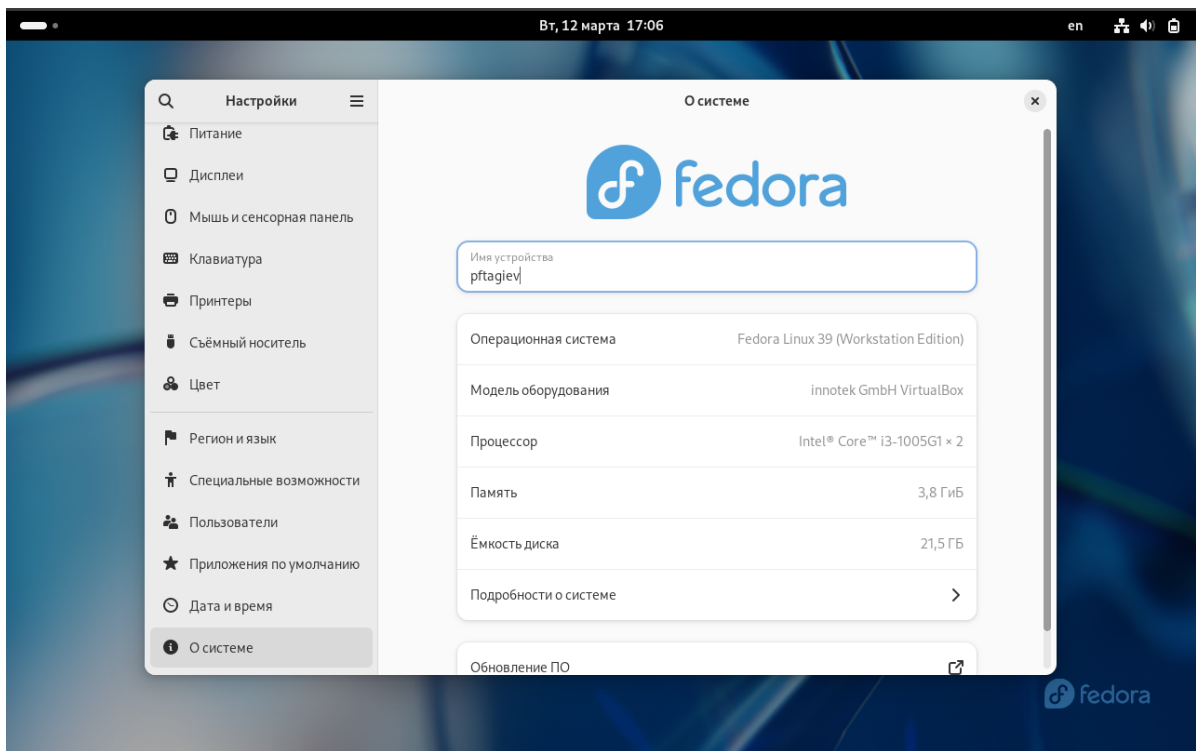 Вт, 12 марта 17:06
en
Настройки
О системе
Питание
Дисплеи
Мышь и сенсорная панель
Клавиатура
Принтеры
Съёмный носитель
Цвет
Регион и язык
Специальные возможности
Пользователи
Приложения по умолчанию
Дата и время
О системе
fedora
Имя устройства
pftagiev
Операционная система Fedora Linux 39 (Workstation Edition)
Модель оборудования innotek GmbH VirtualBox
Процессор Intel® Core™ i3-1005G1 × 2
Память 3,8 ГиБ
Ёмкость диска 21,5 ГБ
Подробности о системе
Обновление ПО
fedora